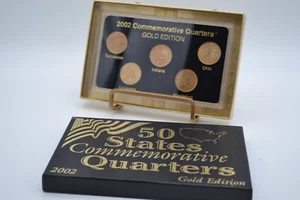 2002 Commemorative Quarters
GOLD EDITION
Tennessee
Indiana
Ohio
50
States
Commemorative
Quarters
2002
Gold Edition